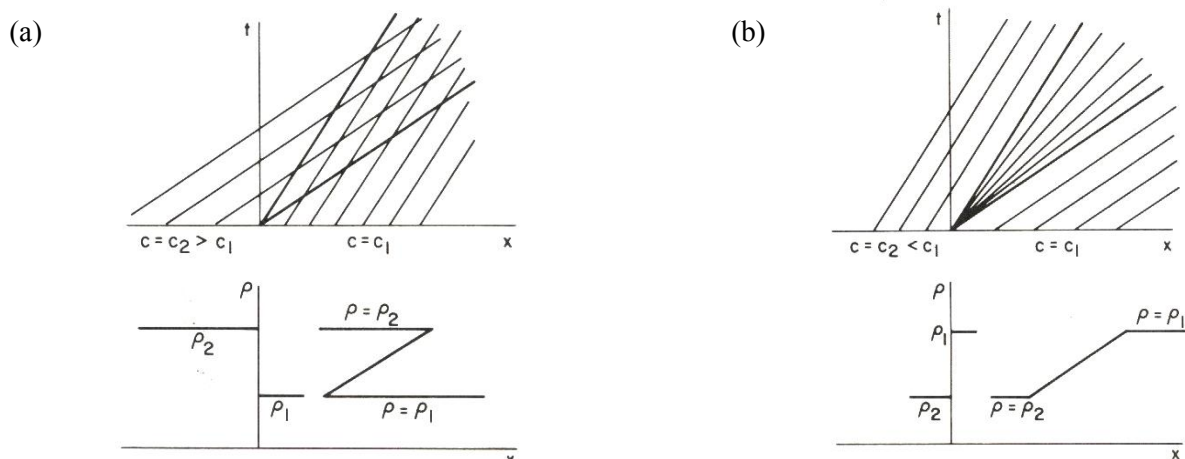 (a)
t
c = c₂ > c₁
c = c₁
x
ρ
ρ₂
ρ₁
ρ = ρ₂
ρ = ρ₁
x
(b)
t
c = c₂ < c₁
c = c₁
x
ρ
ρ₁
ρ₂
ρ = ρ₂
ρ = ρ₁
x